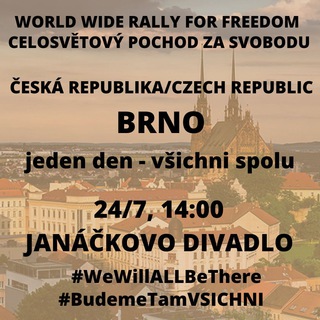 WORLD WIDE RALLY FOR FREEDOM
CELOSVĚTOVÝ POCHOD ZA SVOBODU
ČESKÁ REPUBLIKA/CZECH REPUBLIC
BRNO
jeden den - všichni spolu
24/7, 14:00
JANÁČKOVO DIVADLO
#WeWillALLBeThere
#BudemeTamVSICHNI